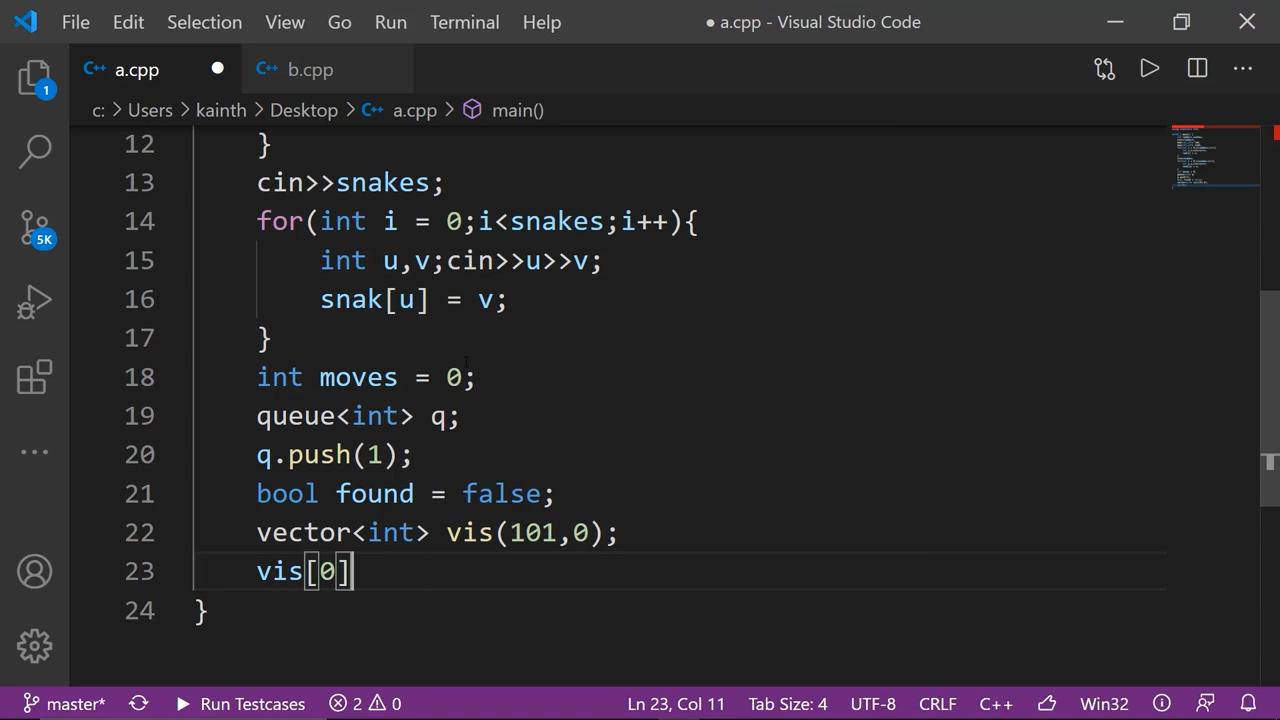 File Edit Selection View Go Run Terminal Help ● a.cpp - Visual Studio Code
C++ a.cpp ● C++ b.cpp
c: > Users > kainth > Desktop > C++ a.cpp > main()
1
5K
12 }
13 cin>>snakes;
14 for(int i = 0;i<snakes;i++){
15 int u,v;cin>>u>>v;
16 snak[u] = v;
17 }
18 int moves = 0;
19 queue<int> q;
20 q.push(1);
21 bool found = false;
22 vector<int> vis(101,0);
23 vis[0]
24 }
master* Run Testcases 2 0 Ln 23, Col 11 Tab Size: 4 UTF-8 CRLF C++ Win32